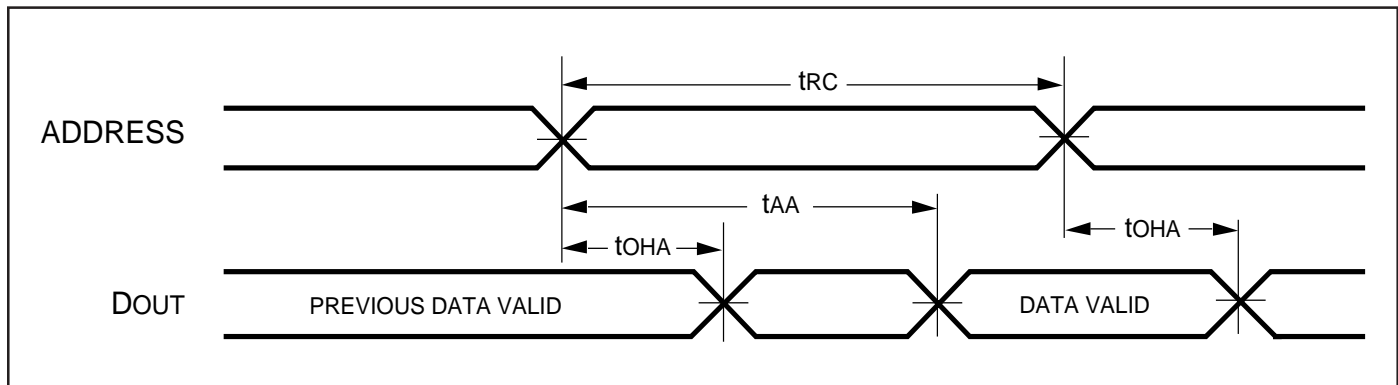 tRC
ADDRESS
tAA
tOHA
tOHA
DOUT
PREVIOUS DATA VALID
DATA VALID